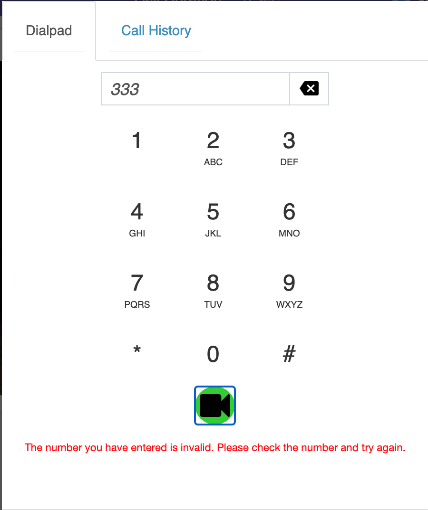 Dialpad Call History
333
1 2 3
ABC DEF
4 5 6
GHI JKL MNO
7 8 9
PQRS TUV WXYZ
* 0 #
The number you have entered is invalid. Please check the number and try again.